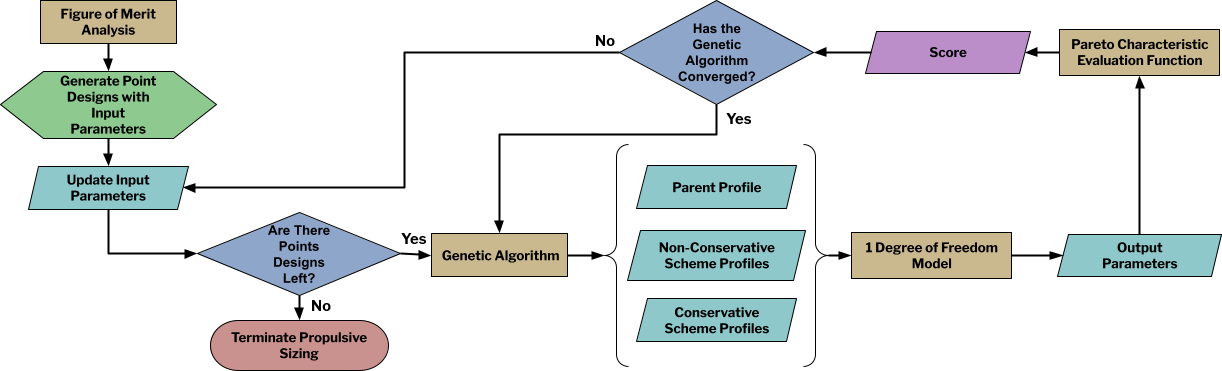 Figure of Merit
Analysis
Generate Point
Designs with
Input
Parameters
Update Input
Parameters
Are There
Points
Designs
Left?
Yes
No
Terminate Propulsive
Sizing
Genetic Algorithm
Parent Profile
Non-Conservative
Scheme Profiles
Conservative
Scheme Profiles
1 Degree of Freedom
Model
Output
Parameters
Pareto Characteristic
Evaluation Function
Score
Has the
Genetic
Algorithm
Converged?
No
Yes